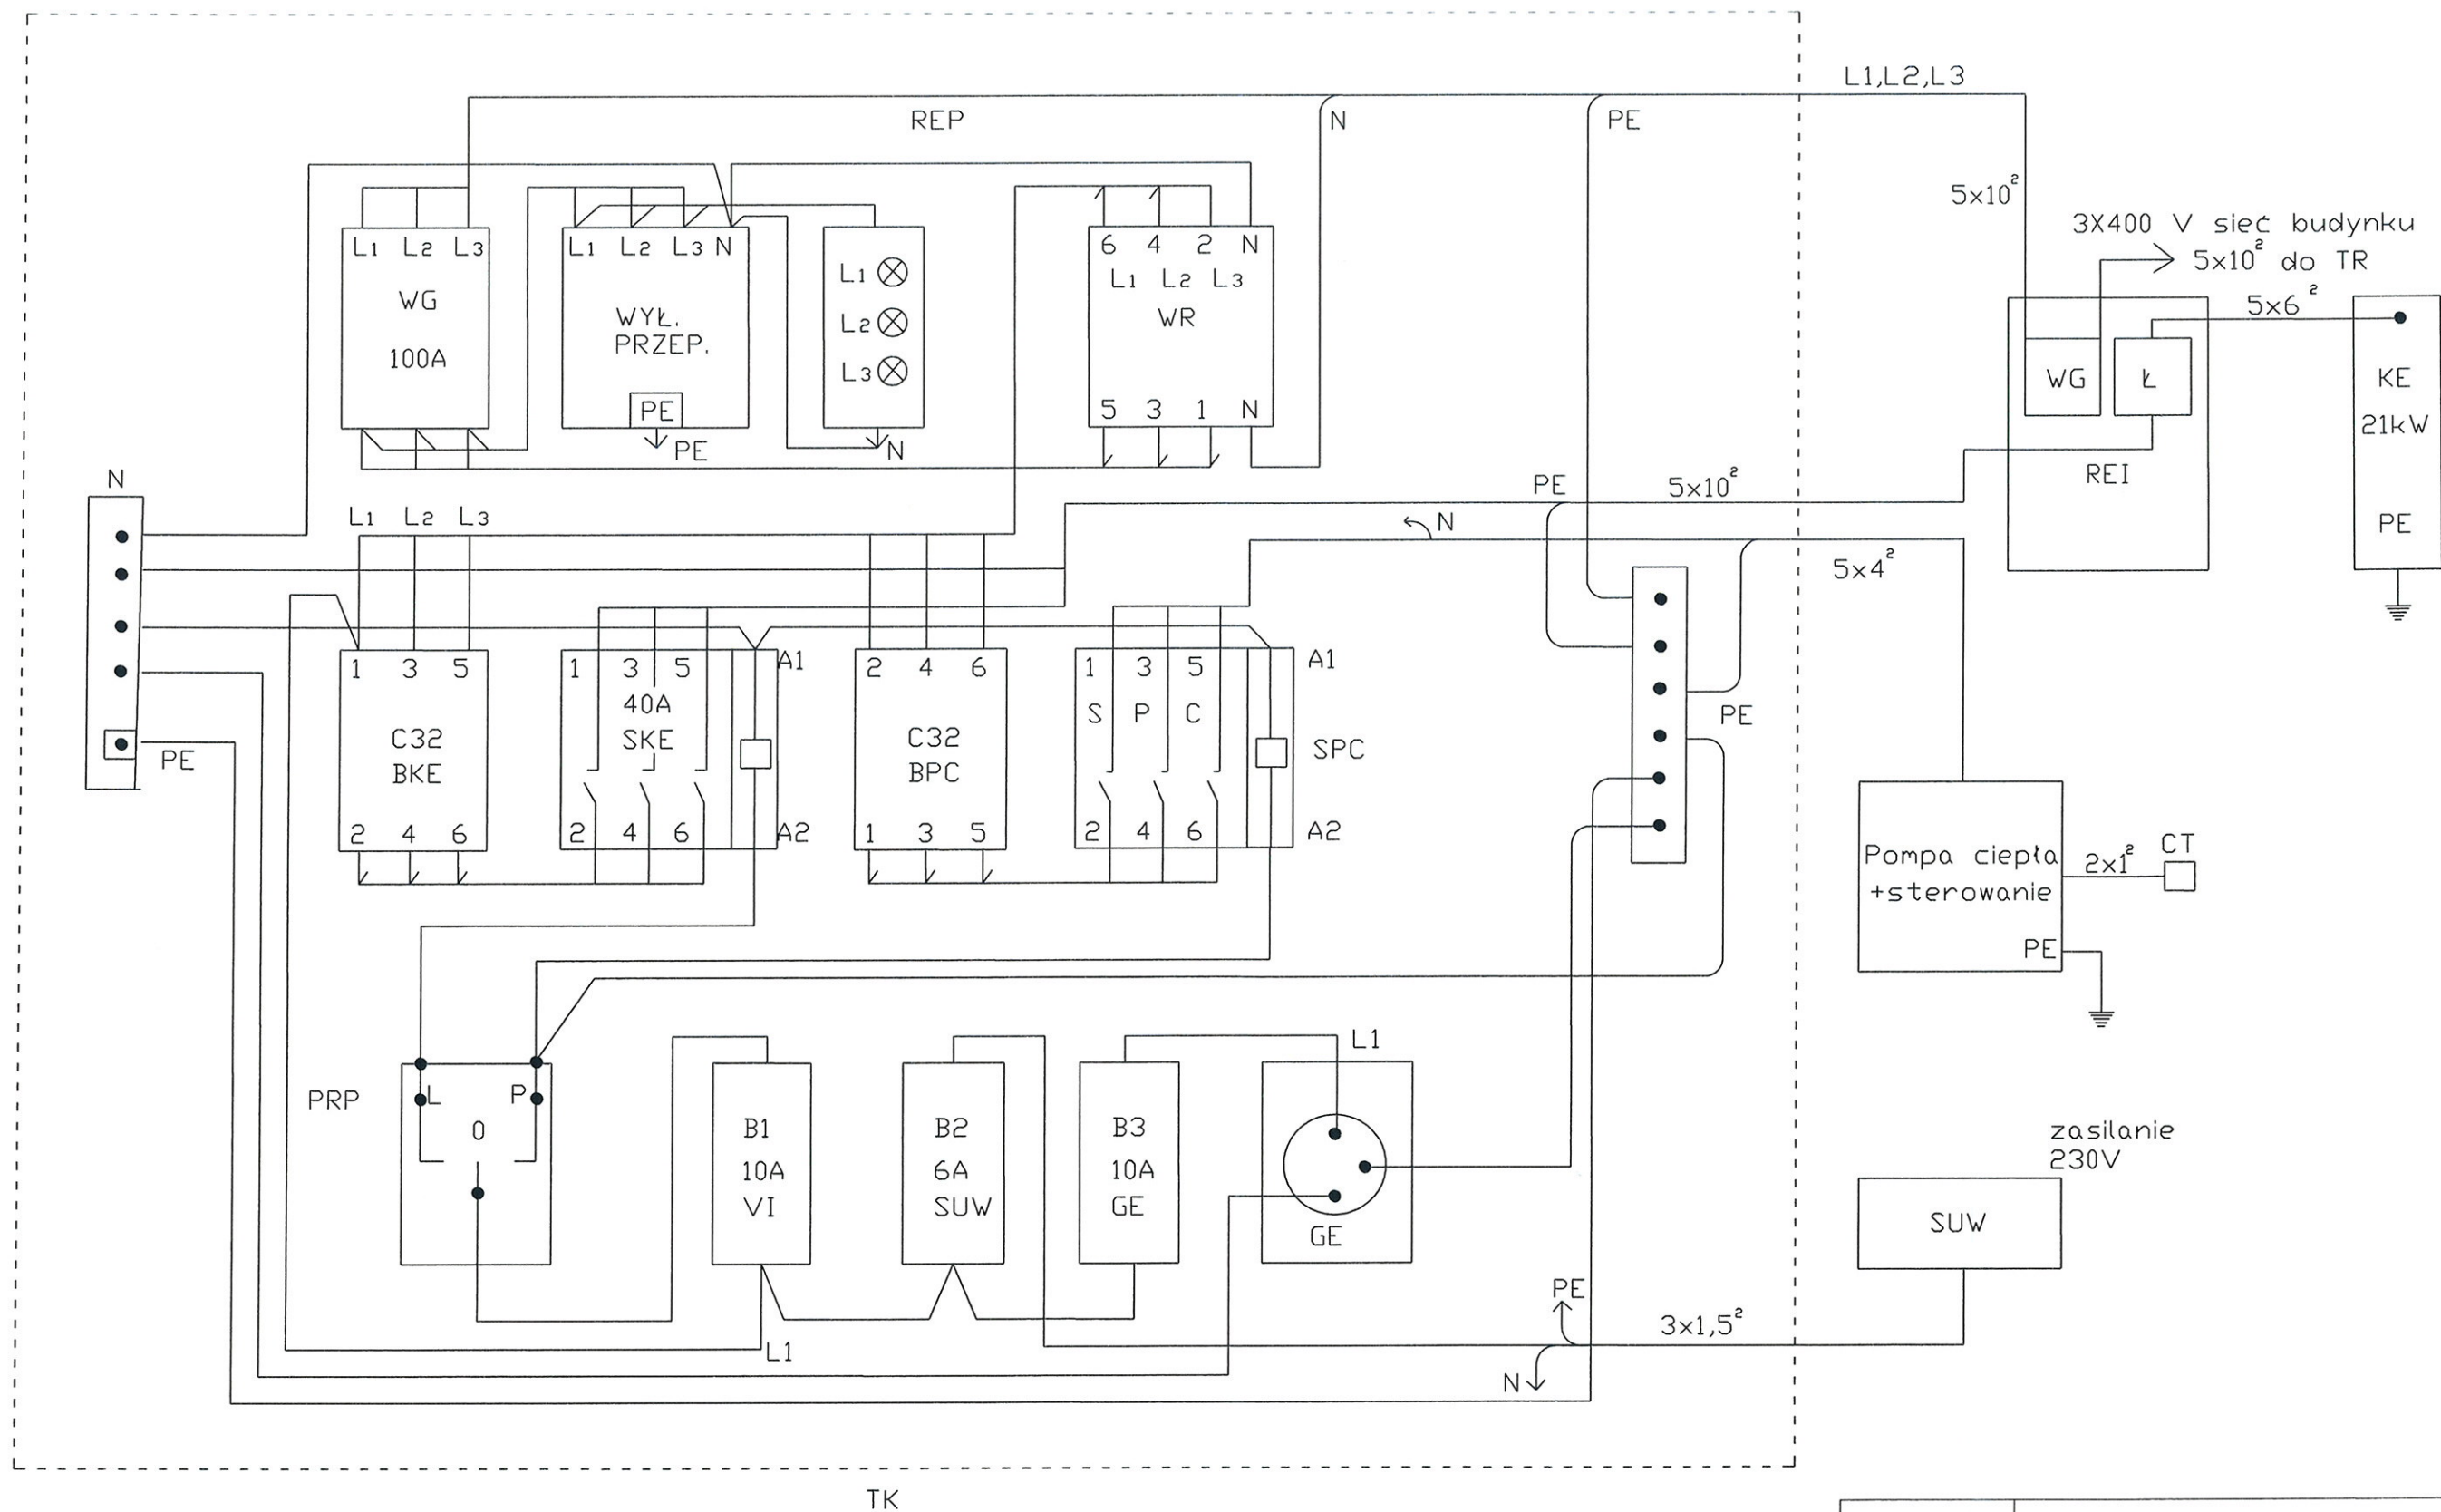 L1,L2,L3
REP
N
PE
5x10²
3X400 V sieć budynku
5x10² do TR
5x6²
L1 L2 L3
WG
100A
L1 L2 L3 N
WYŁ.
PRZEP.
PE
PE
L1
L2
L3
N
6 4 2 N
L1 L2 L3
WR
5 3 1 N
WG
Ł
REI
KE
21kW
PE
N
L1 L2 L3
PE
5x10²
N
5x4²
PE
1 3 5
C32
BKE
2 4 6
1 3 5
40A
SKE
2 4 6
A1
A2
2 4 6
C32
BPC
1 3 5
1 3 5
S P C
2 4 6
A1
SPC
A2
PE
Pompa ciepła
+sterowanie
PE
2x1²
CT
PRP
L P
0
B1
10A
VI
B2
6A
SUW
B3
10A
GE
L1
GE
zasilanie
230V
SUW
L1
PE
N
3x1,5²
TK